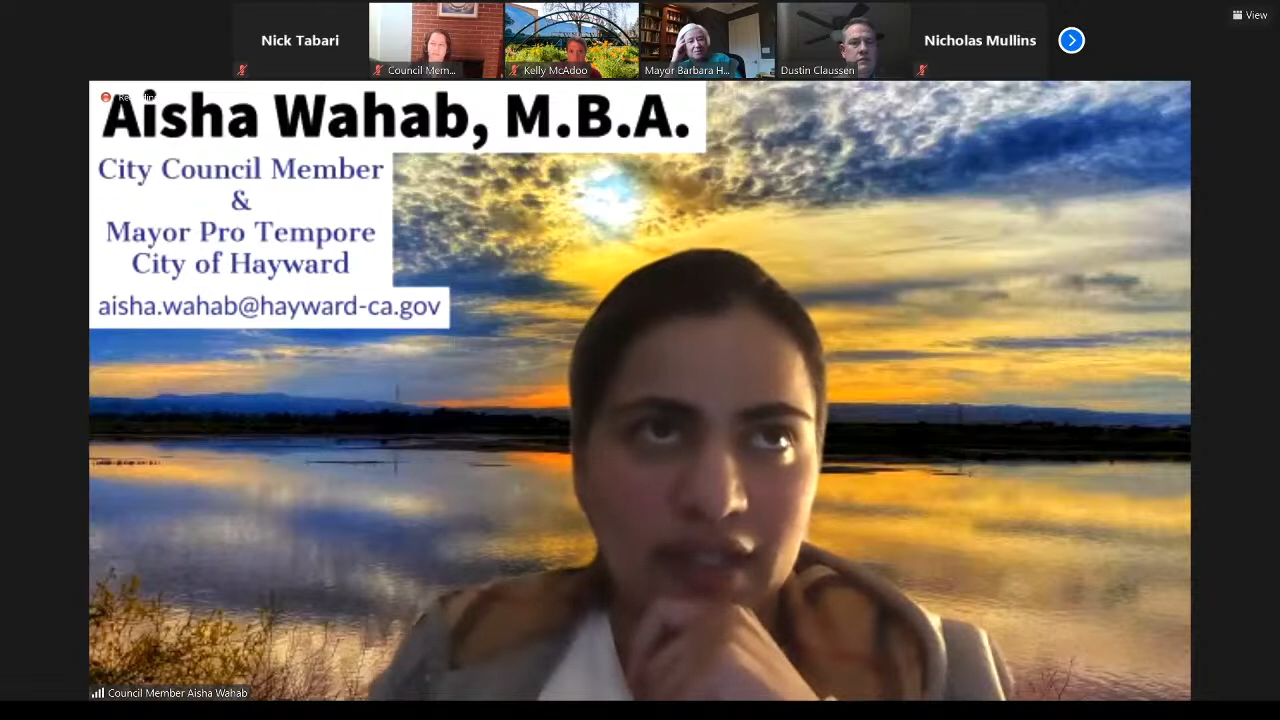 View
Nick Tabari
Council Mem...
Kelly McAdoo
Mayor Barbara H...
Dustin Claussen
Nicholas Mullins
Aisha Wahab, M.B.A.
City Council Member
&
Mayor Pro Tempore
City of Hayward
aisha.wahab@hayward-ca.gov
Council Member Aisha Wahab